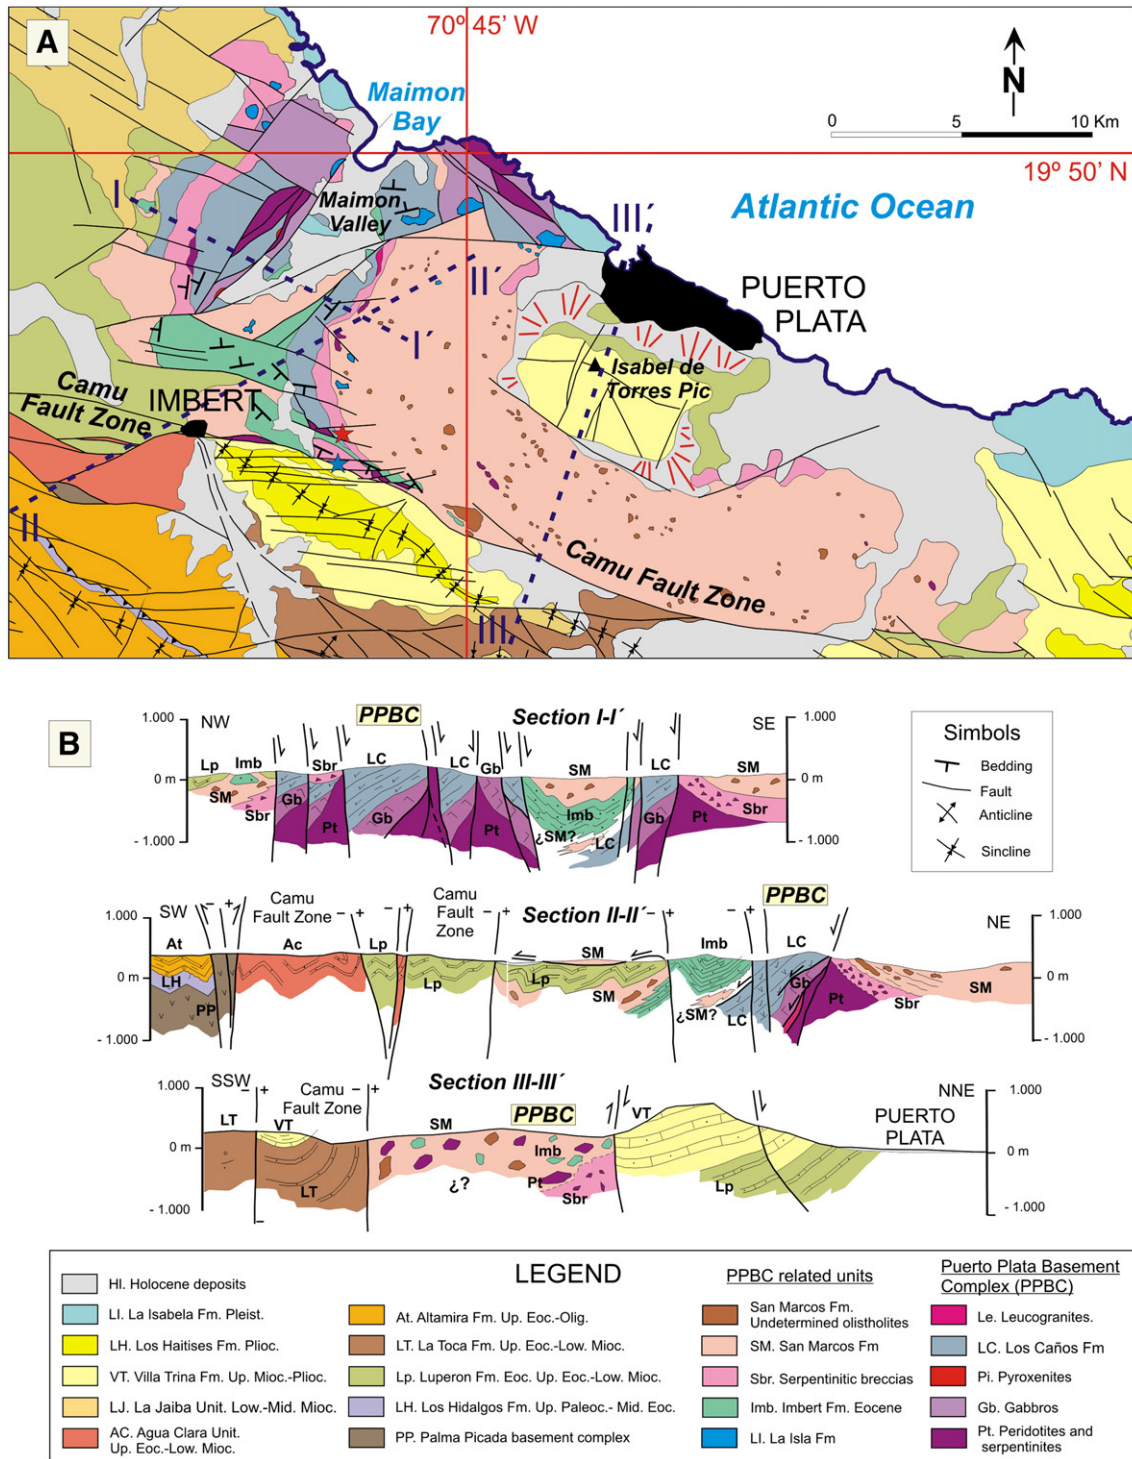 A
70º 45' W
N
0 5 10 Km
19º 50' N
Maimon
Bay
Maimon
Valley
Atlantic Ocean
I
I´
II
II´
III
III´
PUERTO
PLATA
Isabel de
Torres Pic
Camu
Fault Zone
IMBERT
Camu Fault Zone
B
Section I-I´
PPBC
NW
SE
1.000
0 m
- 1.000
1.000
0 m
- 1.000
Lp Imb Sbr LC LC Gb SM LC SM
SM Sbr Gb Pt Gb Pt Imb ¿SM? LC Gb Pt Sbr
Simbols
Bedding
Fault
Anticline
Sincline
Section II-II´
PPBC
SW
NE
1.000
0 m
- 1.000
1.000
0 m
- 1.000
Camu
Fault Zone
Camu
Fault
Zone
- + - + - + - + - + - +
At Ac Lp SM Imb LC
LH PP Lp Lp SM ¿SM? LC Gb Pt Sbr SM
Section III-III´
PPBC
SSW
NNE
1.000
0 m
- 1.000
1.000
0 m
- 1.000
Camu
Fault Zone
- + - +
-
LT VT SM VT
LT ¿? Imb Pt Sbr Lp
PUERTO
PLATA
LEGEND
HI. Holocene deposits
LI. La Isabela Fm. Pleist.
LH. Los Haitises Fm. Plioc.
VT. Villa Trina Fm. Up. Mioc.-Plioc.
LJ. La Jaiba Unit. Low.-Mid. Mioc.
AC. Agua Clara Unit.
Up. Eoc.-Low. Mioc.
At. Altamira Fm. Up. Eoc.-Olig.
LT. La Toca Fm. Up. Eoc.-Low. Mioc.
Lp. Luperon Fm. Eoc. Up. Eoc.-Low. Mioc.
LH. Los Hidalgos Fm. Up. Paleoc.- Mid. Eoc.
PP. Palma Picada basement complex
PPBC related units
San Marcos Fm.
Undetermined olistholites
SM. San Marcos Fm
Sbr. Serpentinitic breccias
Imb. Imbert Fm. Eocene
LI. La Isla Fm
Puerto Plata Basement
Complex (PPBC)
Le. Leucogranites.
LC. Los Caños Fm
Pi. Pyroxenites
Gb. Gabbros
Pt. Peridotites and
serpentinites